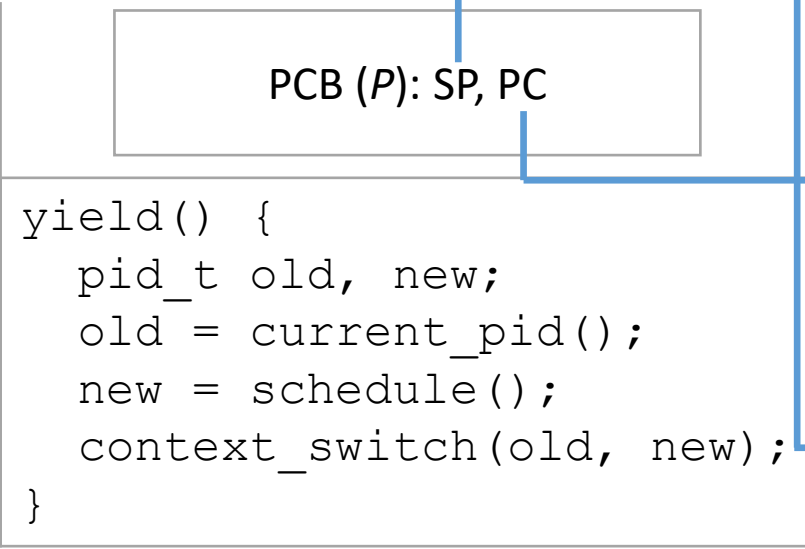 PCB (P): SP, PC
yield() {
  pid_t old, new;
  old = current_pid();
  new = schedule();
  context_switch(old, new);
}